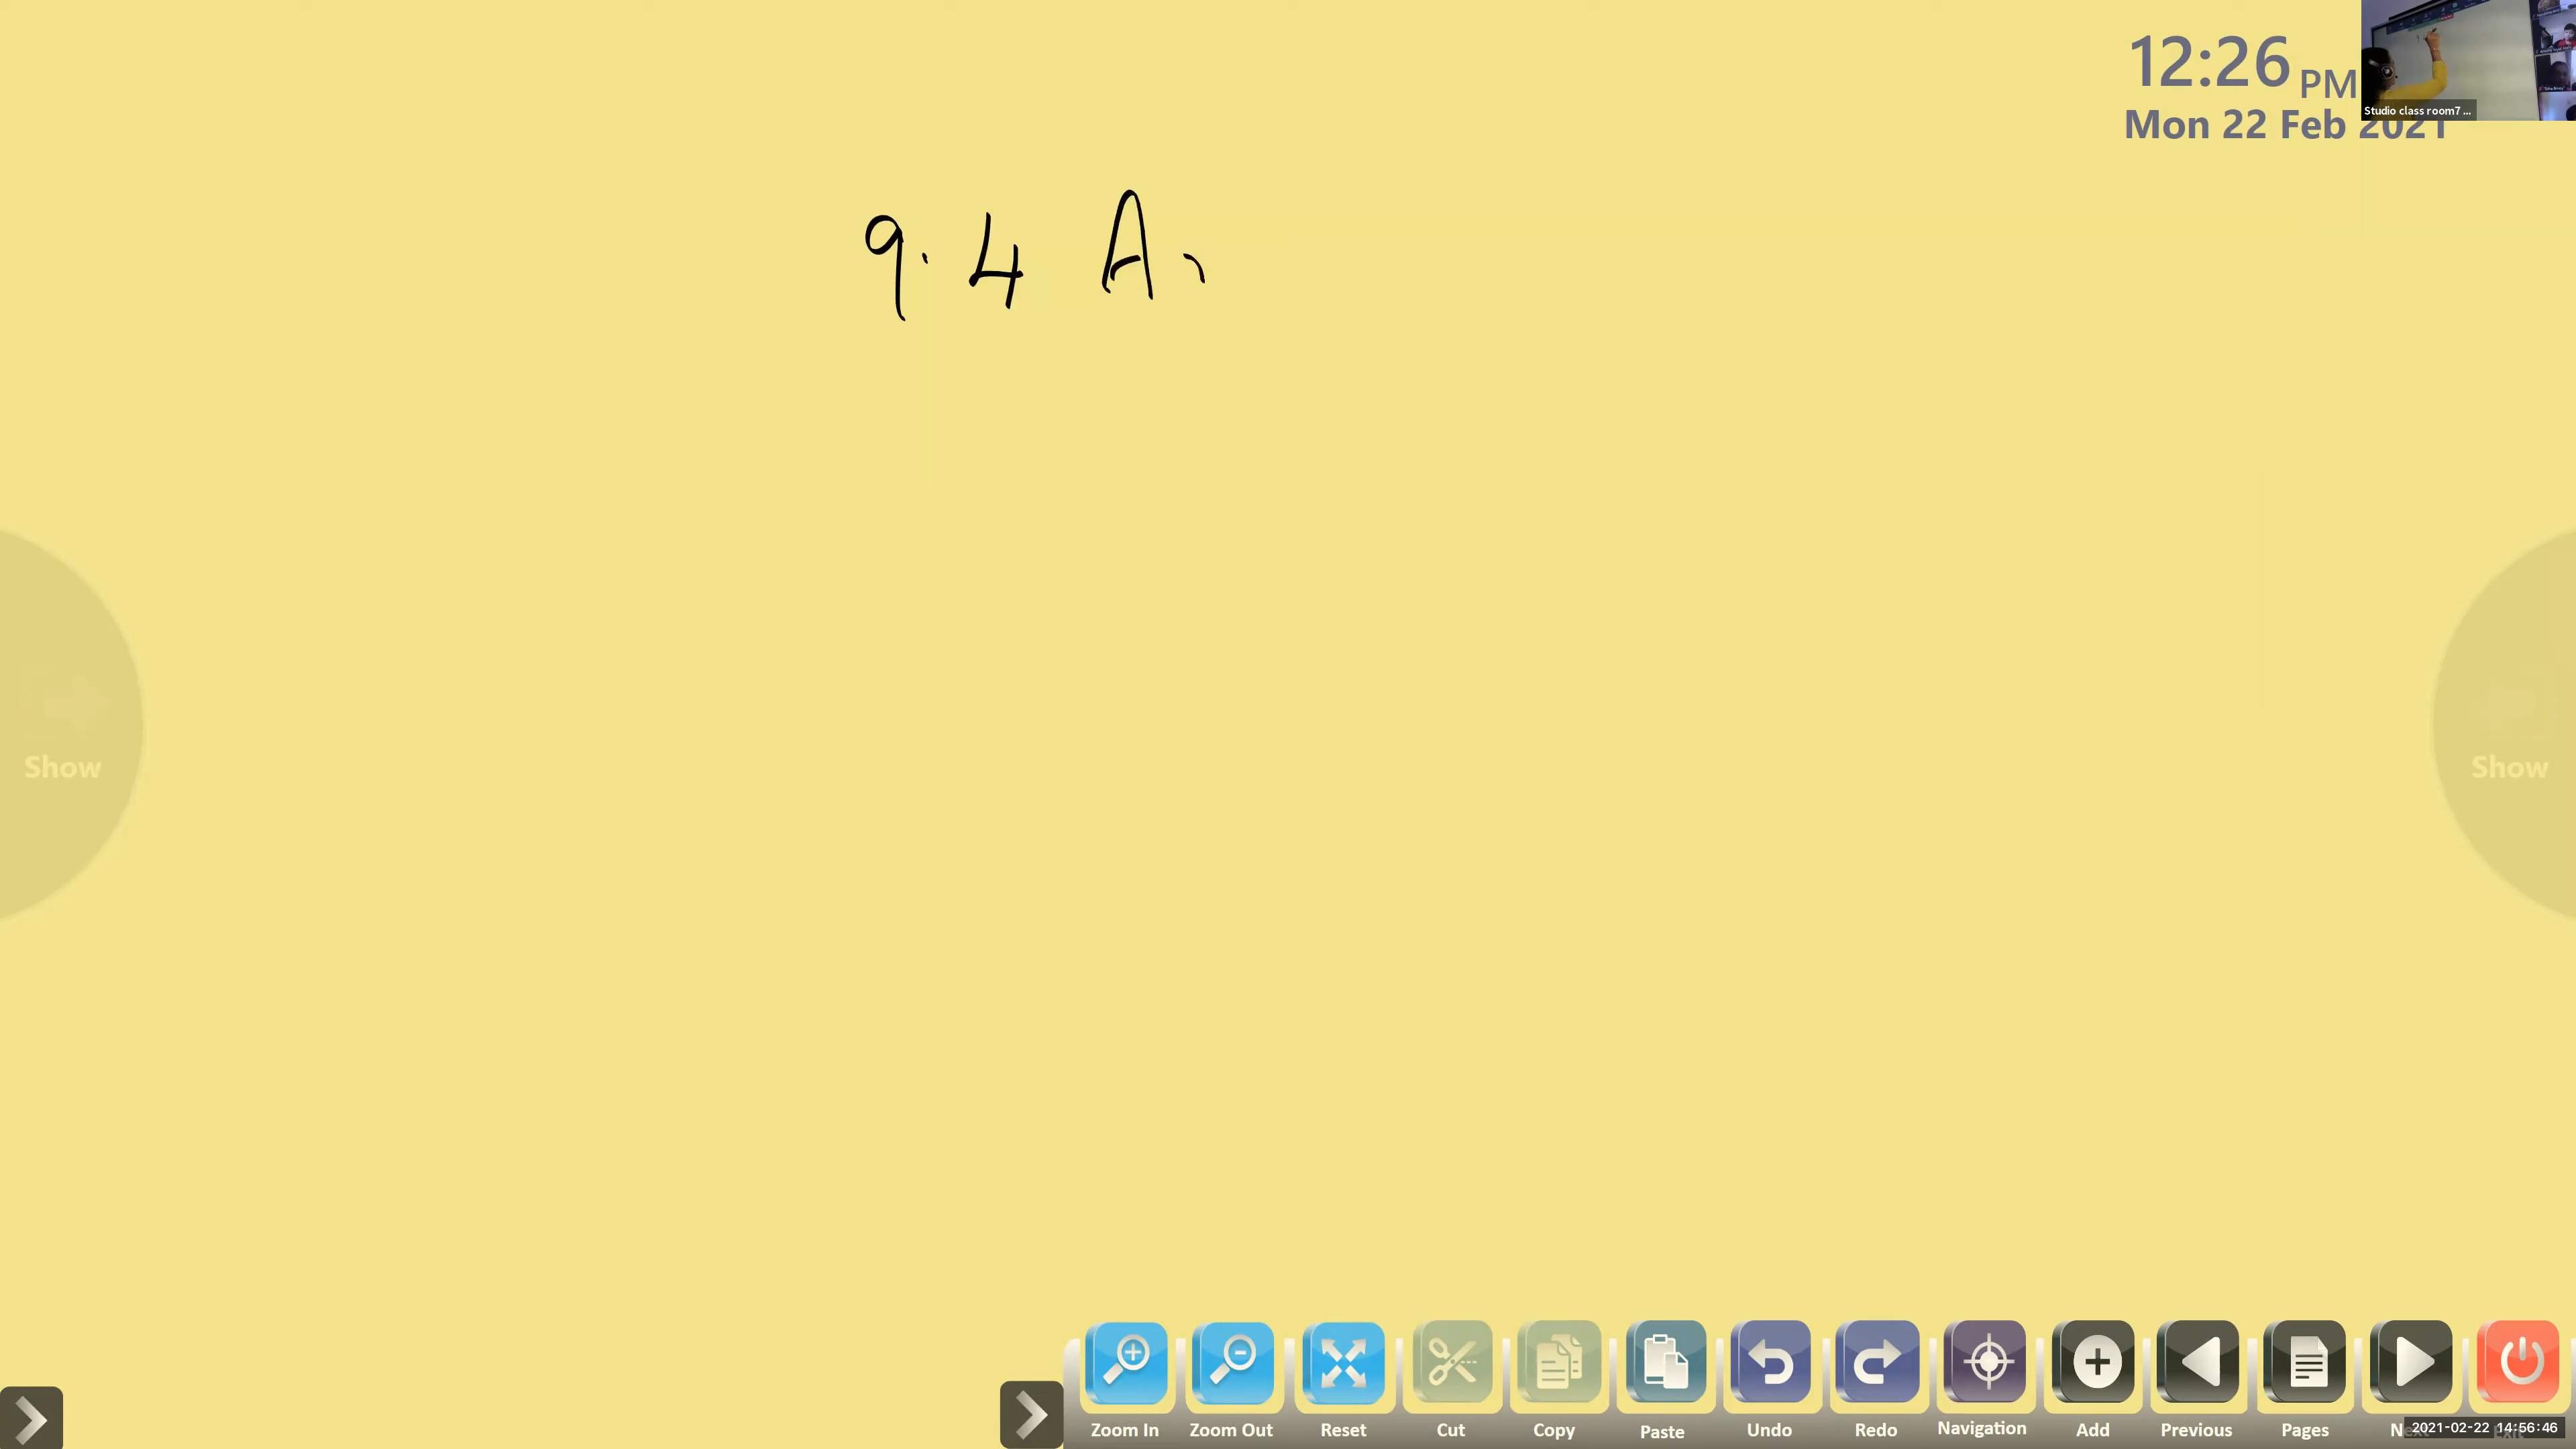 12:26 PM
Mon 22 Feb 2021
Studio class room7 ...
9.4 A
Show
Show
Zoom In Zoom Out Reset Cut Copy Paste Undo Redo Navigation Add Previous Pages
2021-02-22 14:56:46